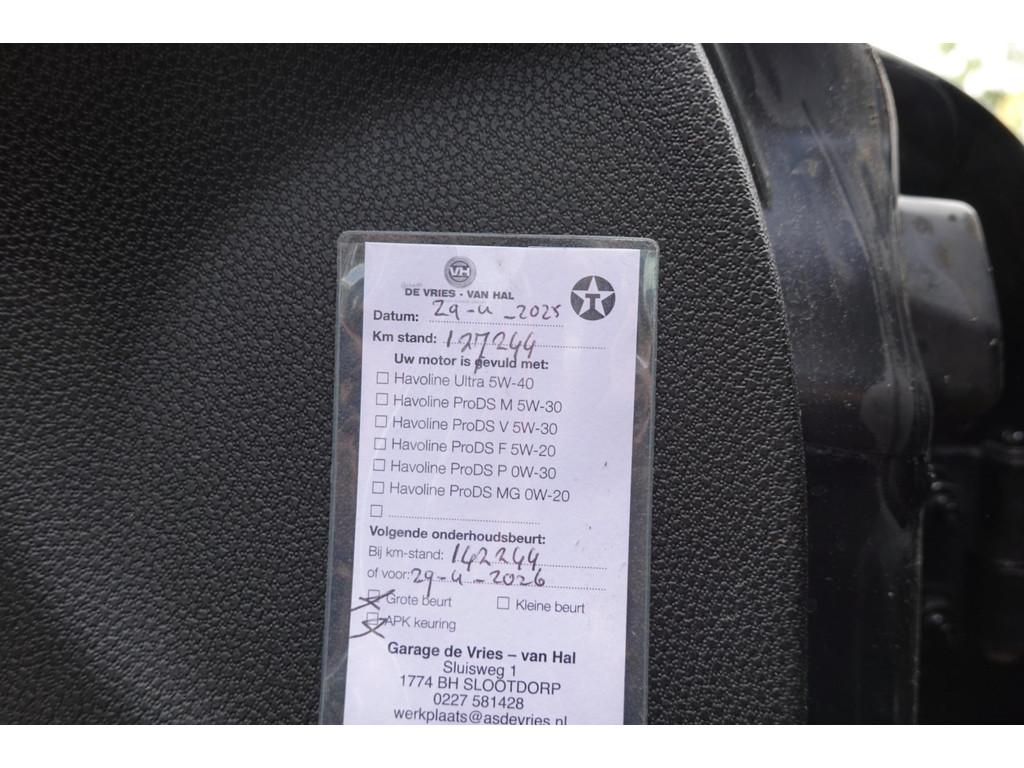 VH
DE VRIES - VAN HAL
T
Datum: 29-4-2025
Km stand: 127244
Uw motor is gevuld met:
Havoline Ultra 5W-40
Havoline ProDS M 5W-30
Havoline ProDS V 5W-30
Havoline ProDS F 5W-20
Havoline ProDS P 0W-30
Havoline ProDS MG 0W-20
Volgende onderhoudsbeurt:
Bij km-stand: 142244
of voor: 29-4-2026
Grote beurt Kleine beurt
APK keuring
Garage de Vries – van Hal
Sluisweg 1
1774 BH SLOOTDORP
0227 581428
werkplaats@asdevries.nl